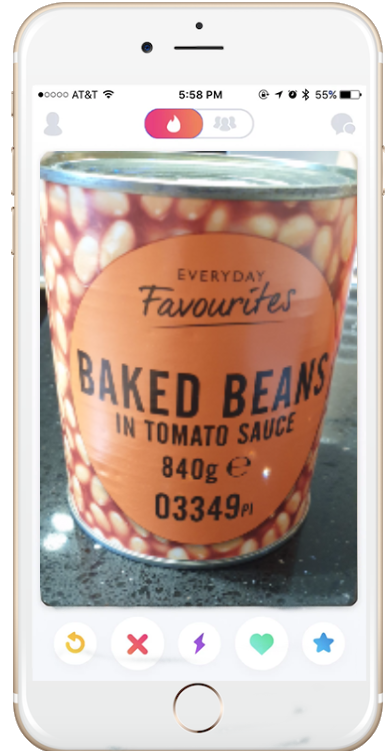 AT&T
5:58 PM
55%
EVERYDAY
Favourites
BAKED BEANS
IN TOMATO SAUCE
840g ℮
03349PI